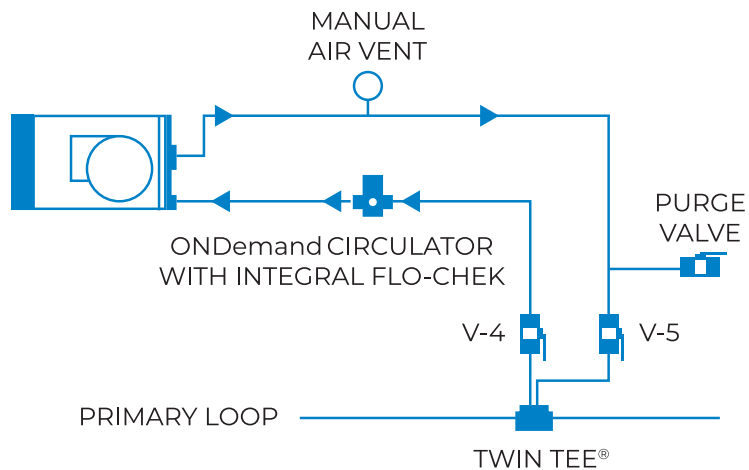 MANUAL
AIR VENT
ONDemand CIRCULATOR
WITH INTEGRAL FLO-CHEK
PURGE
VALVE
V-4
V-5
PRIMARY LOOP
TWIN TEE®